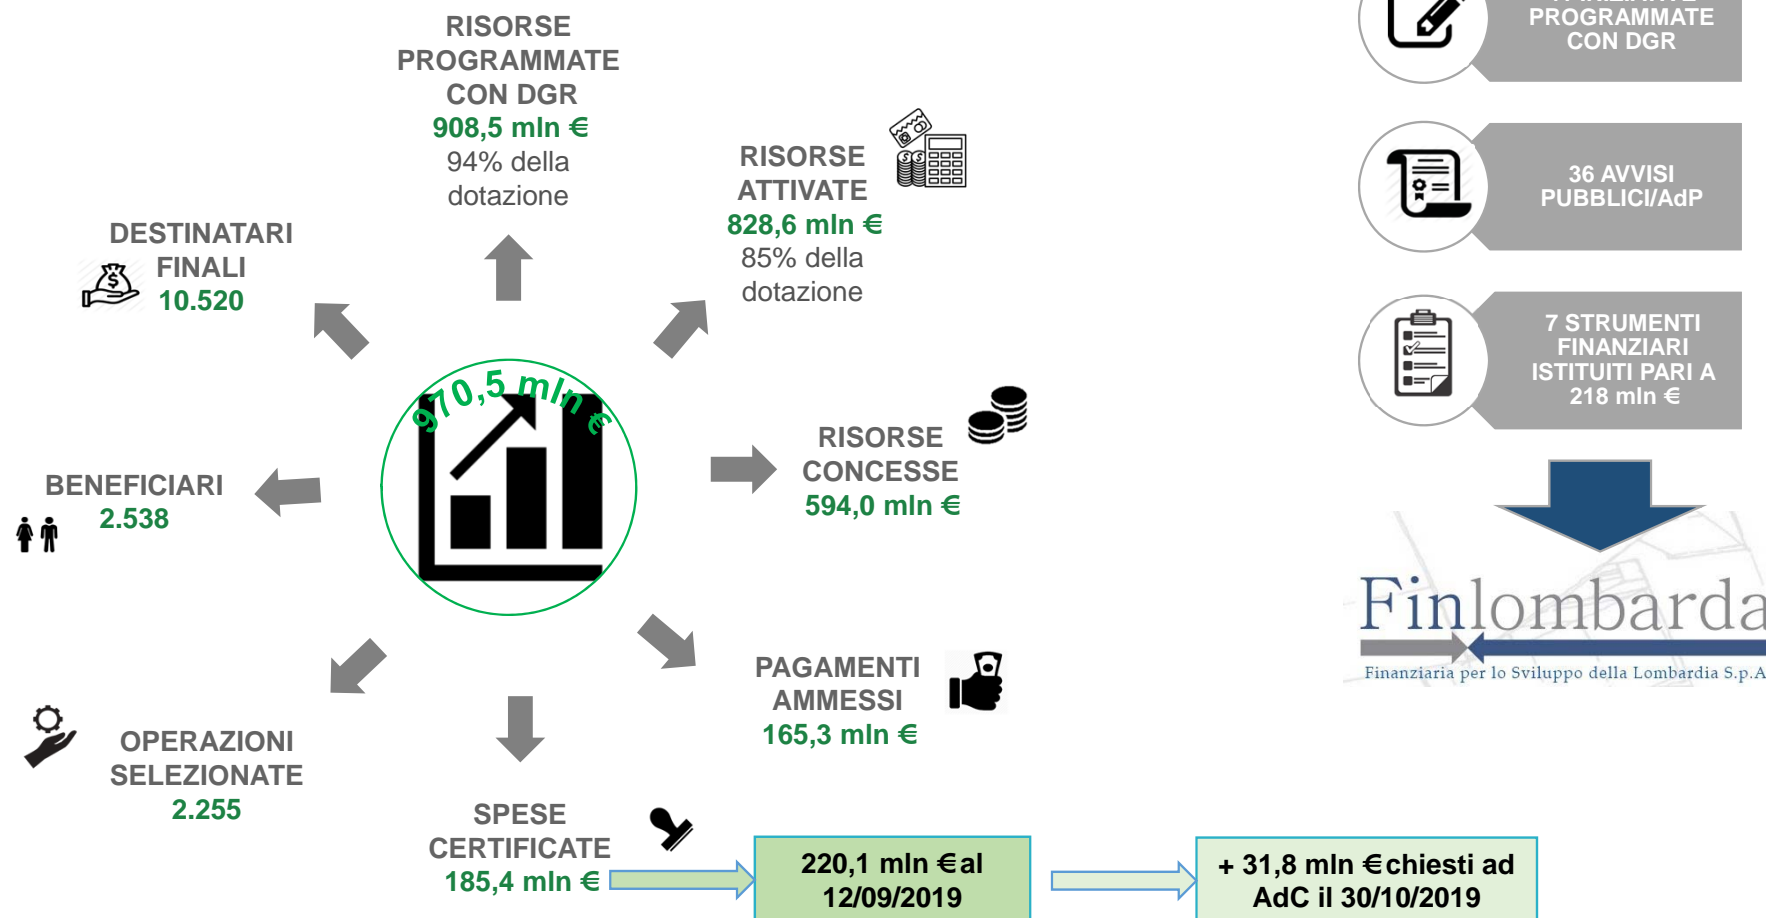 RISORSE
PROGRAMMATE
CON DGR
908,5 mln €
94% della
dotazione
RISORSE
ATTIVATE
828,6 mln €
85% della
dotazione
DESTINATARI
FINALI
10.520
970,5 mln €
RISORSE
CONCESSE
594,0 mln €
BENEFICIARI
2.538
PAGAMENTI
AMMESSI
165,3 mln €
OPERAZIONI
SELEZIONATE
2.255
SPESE
CERTIFICATE
185,4 mln €
220,1 mln € al
12/09/2019
+ 31,8 mln € chiesti ad
AdC il 30/10/2019
PROGRAMMATE
CON DGR
36 AVVISI
PUBBLICI/AdP
7 STRUMENTI
FINANZIARI
ISTITUITI PARI A
218 mln €
Finlombarda
Finanziaria per lo Sviluppo della Lombardia S.p.A